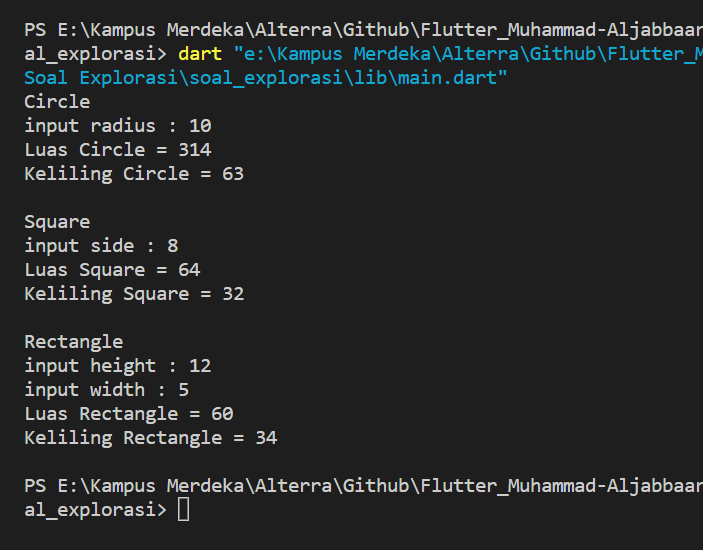 PS E:\Kampus Merdeka\Alterra\Github\Flutter_Muhammad-Aljabbaar
al_explorasi> dart "e:\Kampus Merdeka\Alterra\Github\Flutter_M
Soal Explorasi\soal_explorasi\lib\main.dart"
Circle
input radius : 10
Luas Circle = 314
Keliling Circle = 63
Square
input side : 8
Luas Square = 64
Keliling Square = 32
Rectangle
input height : 12
input width : 5
Luas Rectangle = 60
Keliling Rectangle = 34
PS E:\Kampus Merdeka\Alterra\Github\Flutter_Muhammad-Aljabbaar
al_explorasi>